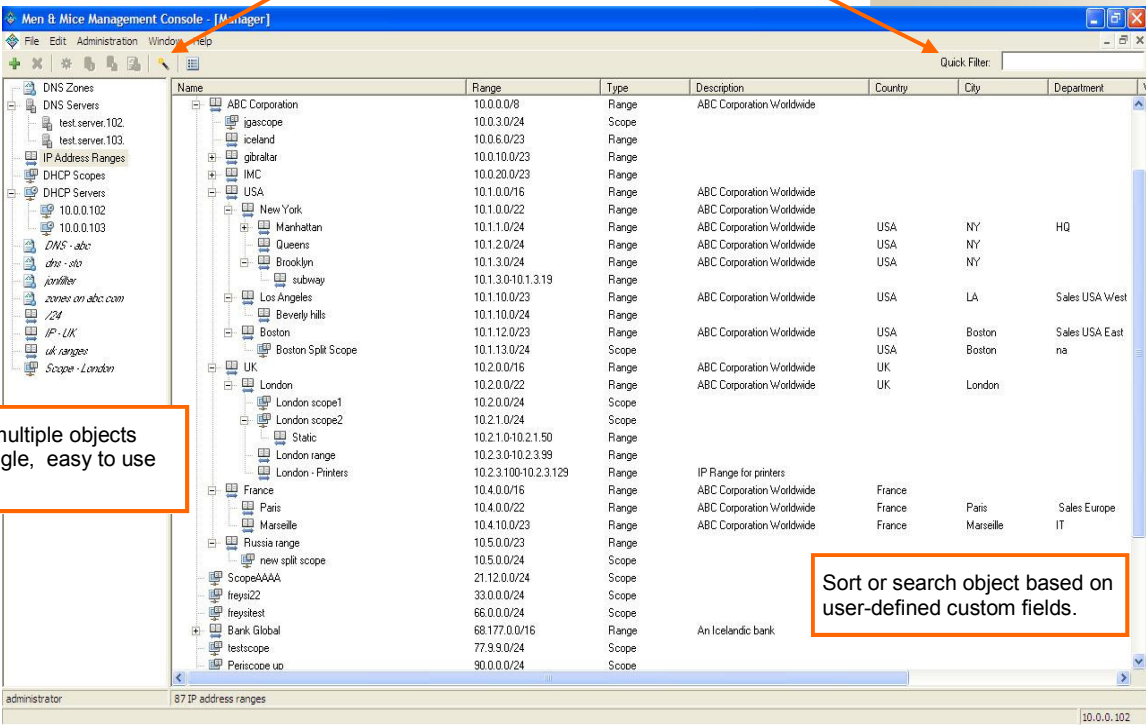 Men & Mice Management Console - [Manager]
File Edit Administration Window Help
Quick Filter:
DNS Zones
DNS Servers
test.server.102.
test.server.103.
IP Address Ranges
DHCP Scopes
DHCP Servers
10.0.0.102
10.0.0.103
DNS - abc
dns - sto
jonfilter
zones on abc.com
/24
IP - UK
uk ranges
Scope - London
multiple objects
gle, easy to use
Name Range Type Description Country City Department
ABC Corporation 10.0.0.0/8 Range ABC Corporation Worldwide
jgascope 10.0.3.0/24 Scope
iceland 10.0.6.0/23 Range
gibraltar 10.0.10.0/23 Range
IMC 10.0.20.0/23 Range
USA 10.1.0.0/16 Range ABC Corporation Worldwide
New York 10.1.0.0/22 Range ABC Corporation Worldwide
Manhattan 10.1.1.0/24 Range ABC Corporation Worldwide USA NY HQ
Queens 10.1.2.0/24 Range ABC Corporation Worldwide USA NY
Brooklyn 10.1.3.0/24 Range ABC Corporation Worldwide USA NY
subway 10.1.3.0-10.1.3.19 Range
Los Angeles 10.1.10.0/23 Range ABC Corporation Worldwide USA LA Sales USA West
Beverly hills 10.1.10.0/24 Range
Boston 10.1.12.0/23 Range ABC Corporation Worldwide USA Boston Sales USA East
Boston Split Scope 10.1.13.0/24 Scope USA Boston na
UK 10.2.0.0/16 Range ABC Corporation Worldwide UK
London 10.2.0.0/22 Range ABC Corporation Worldwide UK London
London scope1 10.2.0.0/24 Scope
London scope2 10.2.1.0/24 Scope
Static 10.2.1.0-10.2.1.50 Range
London range 10.2.3.0-10.2.3.99 Range
London - Printers 10.2.3.100-10.2.3.129 Range IP Range for printers
France 10.4.0.0/16 Range ABC Corporation Worldwide France
Paris 10.4.0.0/22 Range ABC Corporation Worldwide France Paris Sales Europe
Marseille 10.4.10.0/23 Range ABC Corporation Worldwide France Marseille IT
Russia range 10.5.0.0/23 Range
new split scope 10.5.0.0/24 Scope
ScopeAAAA 21.12.0.0/24 Scope
freysi22 33.0.0.0/24 Scope
freysitest 66.0.0.0/24 Scope
Bank Global 68.177.0.0/16 Range An Icelandic bank
testscope 77.9.9.0/24 Scope
Periscope up 90.0.0.0/24 Scope
Sort or search object based on
user-defined custom fields.
administrator 87 IP address ranges
10.0.0.102